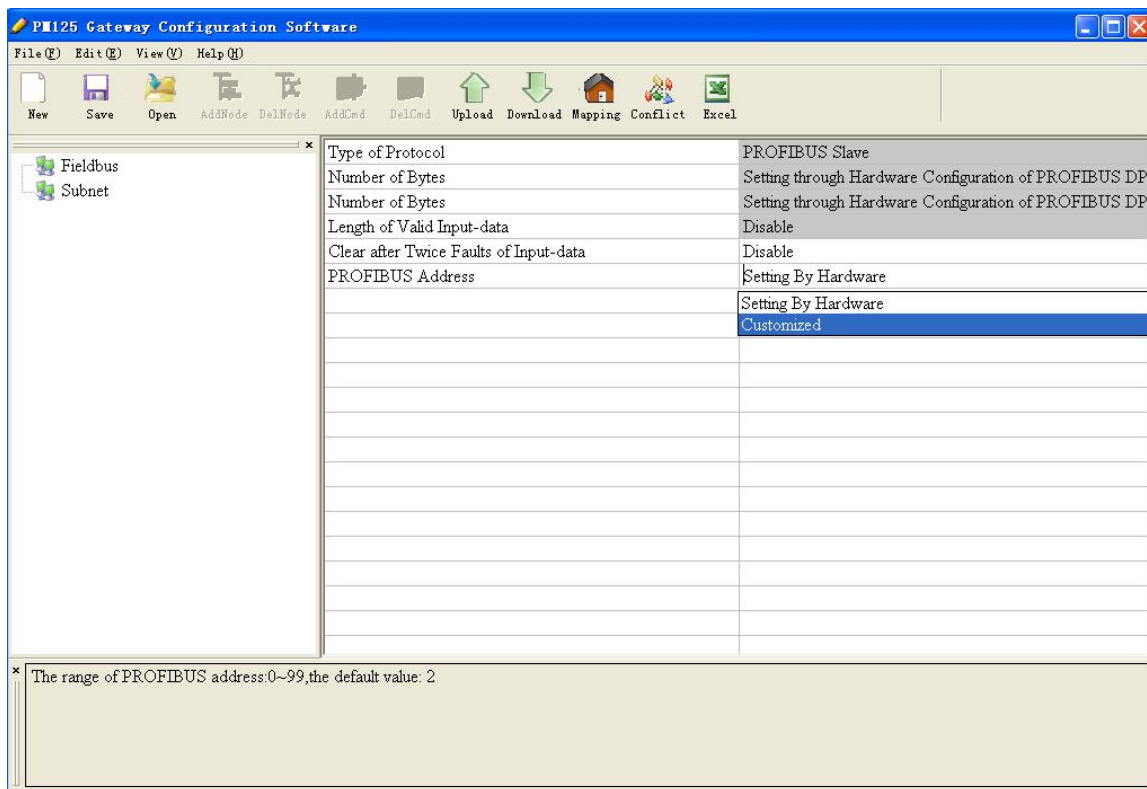 PM125 Gateway Configuration Software
File(F) Edit(E) View(V) Help(H)
New Save Open AddNode DelNode AddCmd DelCmd Upload Download Mapping Conflict Excel
Fieldbus
Subnet
Type of Protocol PROFIBUS Slave
Number of Bytes Setting through Hardware Configuration of PROFIBUS DP
Number of Bytes Setting through Hardware Configuration of PROFIBUS DP
Length of Valid Input-data Disable
Clear after Twice Faults of Input-data Disable
PROFIBUS Address Setting By Hardware
Setting By Hardware
Customized
The range of PROFIBUS address:0~99,the default value: 2